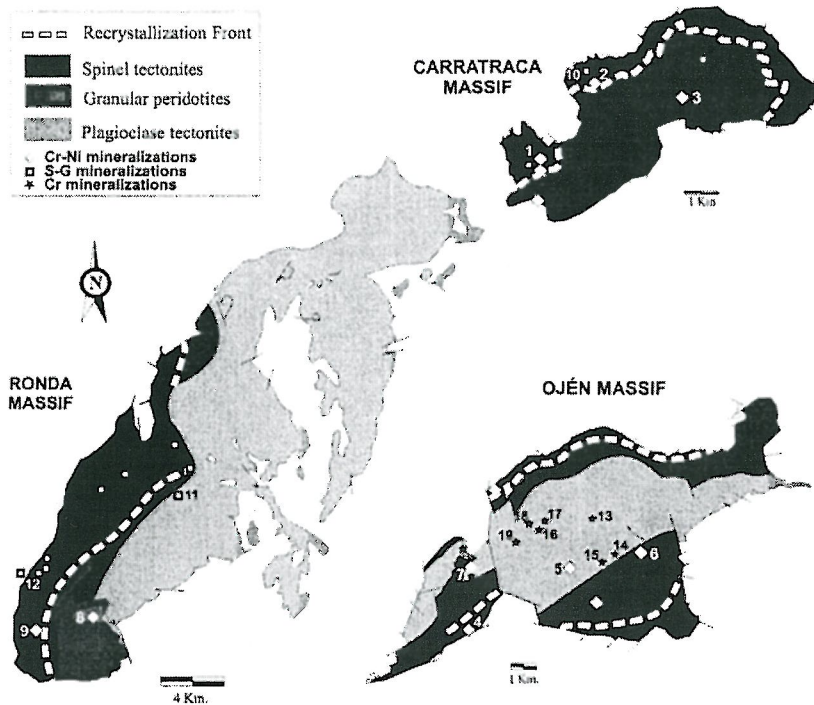 Recrystallization Front
Spinel tectonites
Granular peridotites
Plagioclase tectonites
Cr-Ni mineralizations
S-G mineralizations
Cr mineralizations
N
CARRATRACA
MASSIF
10
2
3
1
1 Km
RONDA
MASSIF
11
12
9
8
4 Km.
OJÉN MASSIF
18
17
13
16
19
14
15
6
5
7
4
1 Km.